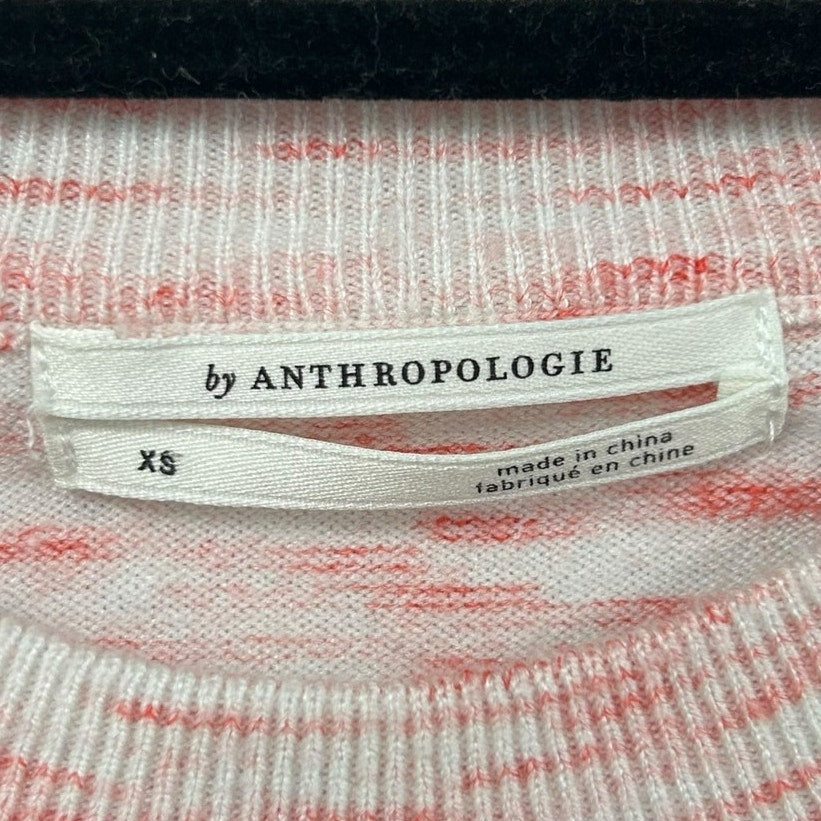 by ANTHROPOLOGIE
XS
made in china
fabriqué en chine